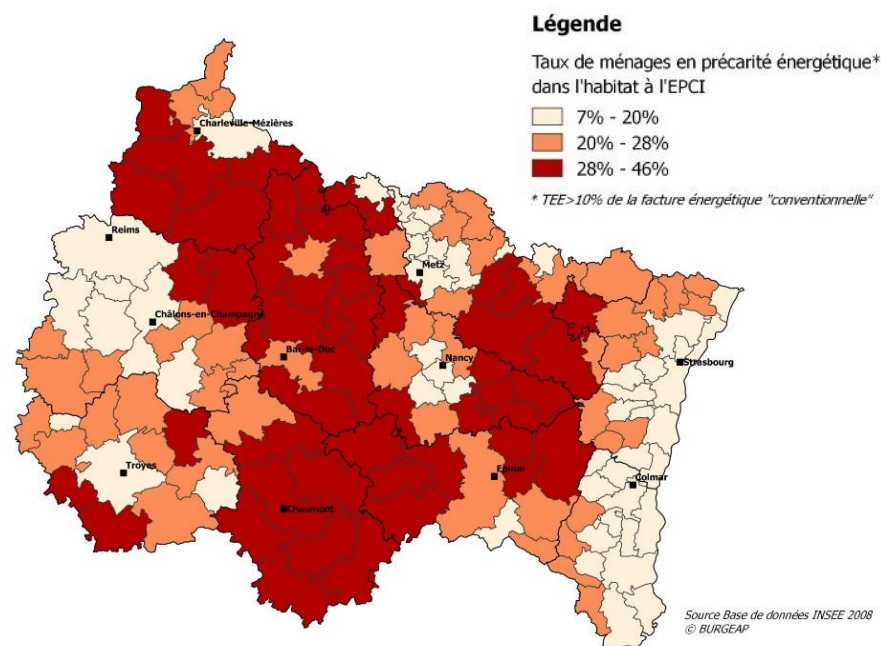 Légende
Taux de ménages en précarité énergétique*
dans l'habitat à l'EPCI
7% - 20%
20% - 28%
28% - 46%
* TEE>10% de la facture énergétique "conventionnelle"
Charleville-Mézières
Reims
Metz
Châlons-en-Champagne
Bar-le-Duc
Nancy
Strasbourg
Troyes
Epinal
Colmar
Chaumont
Source Base de données INSEE 2008
© BURGEAP